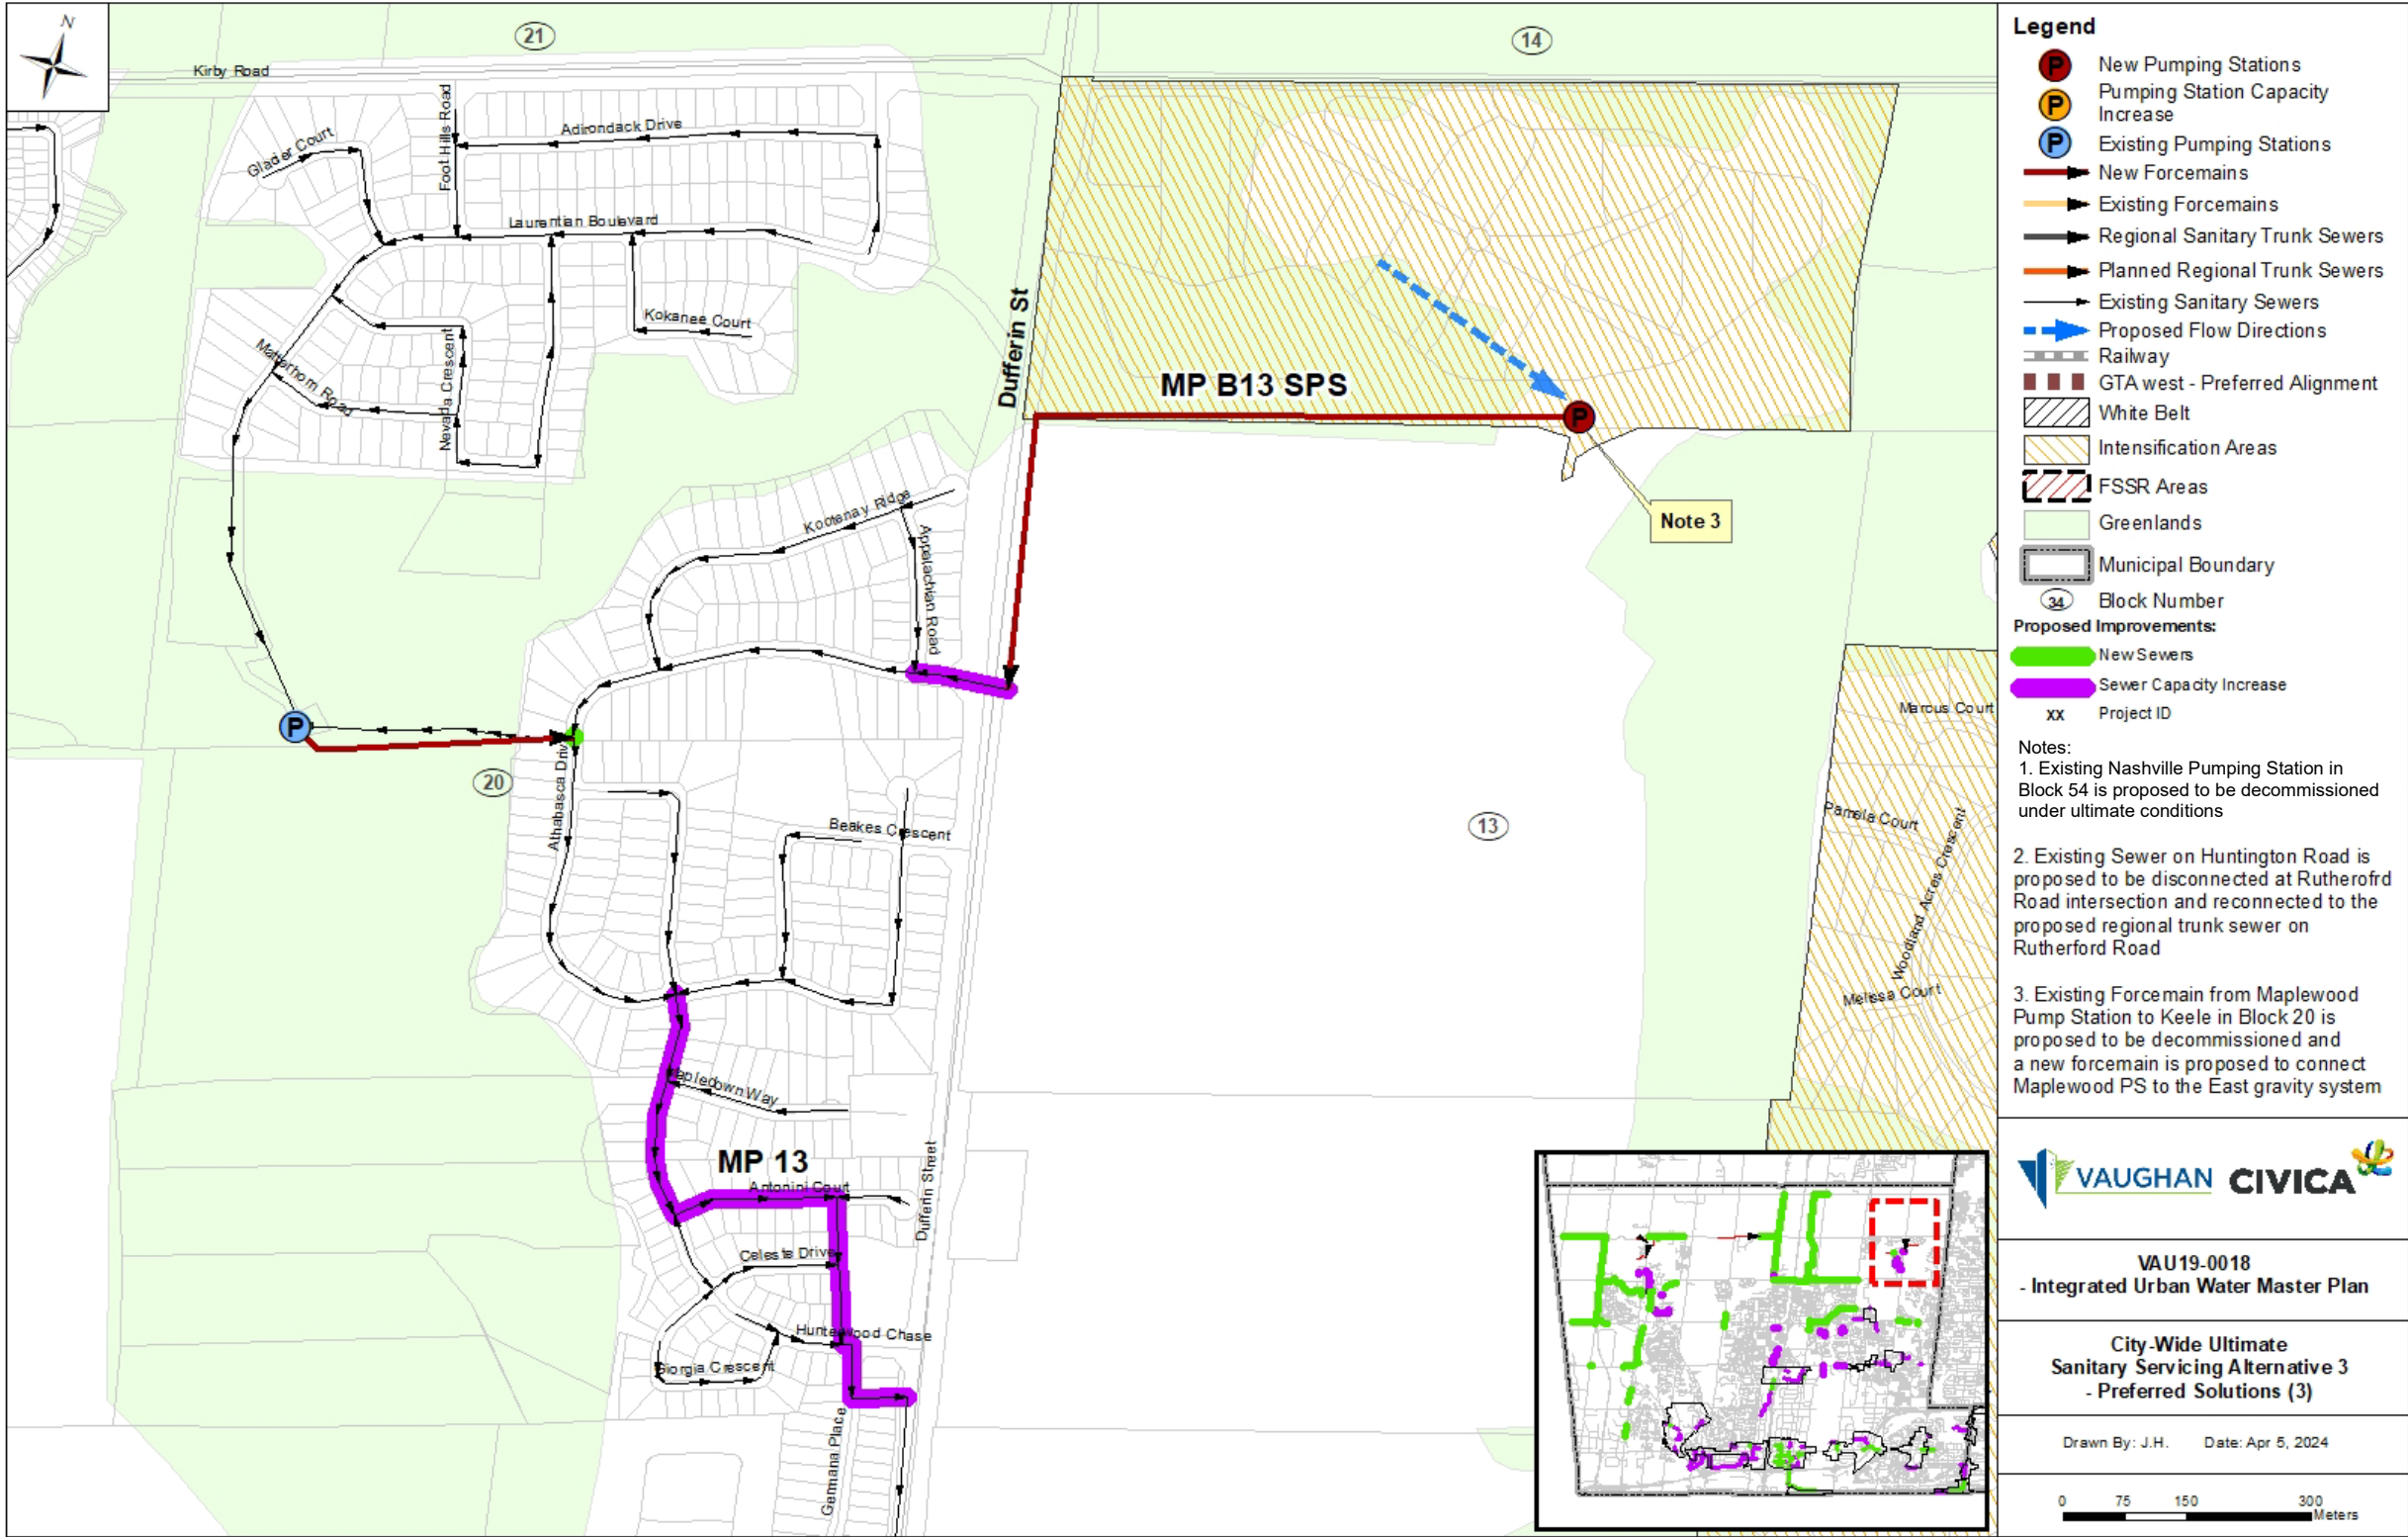 N
21
14
Kirby Road
Glacier Court
Foot Hills Road
Adirondack Drive
Laurentian Boulevard
Kokanee Court
Matterhorn Road
Nevada Crescent
Dufferin St
MP B13 SPS
P
Note 3
Kootenay Ridge
Appalachian Road
P
20
Athabasca Drive
Beakes Crescent
13
Marcus Court
Pamela Court
Woodland Acres Crescent
Melissa Court
Mapledown Way
MP 13
Antonini Court
Dufferin Street
Celeste Drive
Hunterwood Chase
Giorgia Crescent
Germana Place
Legend
P New Pumping Stations
P Pumping Station Capacity
Increase
P Existing Pumping Stations
New Forcemains
Existing Forcemains
Regional Sanitary Trunk Sewers
Planned Regional Trunk Sewers
Existing Sanitary Sewers
Proposed Flow Directions
Railway
GTA west - Preferred Alignment
White Belt
Intensification Areas
FSSR Areas
Greenlands
Municipal Boundary
34 Block Number
Proposed Improvements:
New Sewers
Sewer Capacity Increase
xx Project ID
Notes:
1. Existing Nashville Pumping Station in
Block 54 is proposed to be decommissioned
under ultimate conditions
2. Existing Sewer on Huntington Road is
proposed to be disconnected at Rutherofrd
Road intersection and reconnected to the
proposed regional trunk sewer on
Rutherford Road
3. Existing Forcemain from Maplewood
Pump Station to Keele in Block 20 is
proposed to be decommissioned and
a new forcemain is proposed to connect
Maplewood PS to the East gravity system
VAUGHAN CIVICA
VAU19-0018
- Integrated Urban Water Master Plan
City-Wide Ultimate
Sanitary Servicing Alternative 3
- Preferred Solutions (3)
Drawn By: J.H. Date: Apr 5, 2024
0 75 150 300
Meters